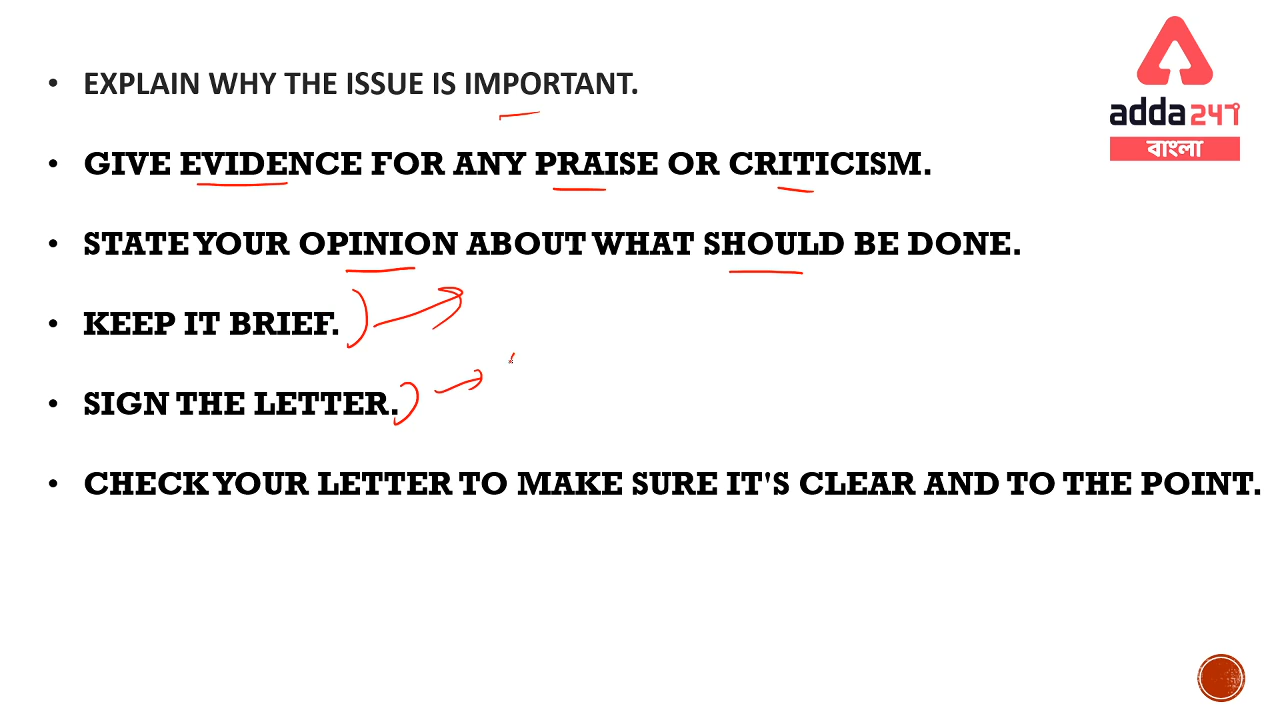 • EXPLAIN WHY THE ISSUE IS IMPORTANT.
• GIVE EVIDENCE FOR ANY PRAISE OR CRITICISM.
• STATE YOUR OPINION ABOUT WHAT SHOULD BE DONE.
• KEEP IT BRIEF.
• SIGN THE LETTER.
• CHECK YOUR LETTER TO MAKE SURE IT'S CLEAR AND TO THE POINT.
adda247
বাংলা